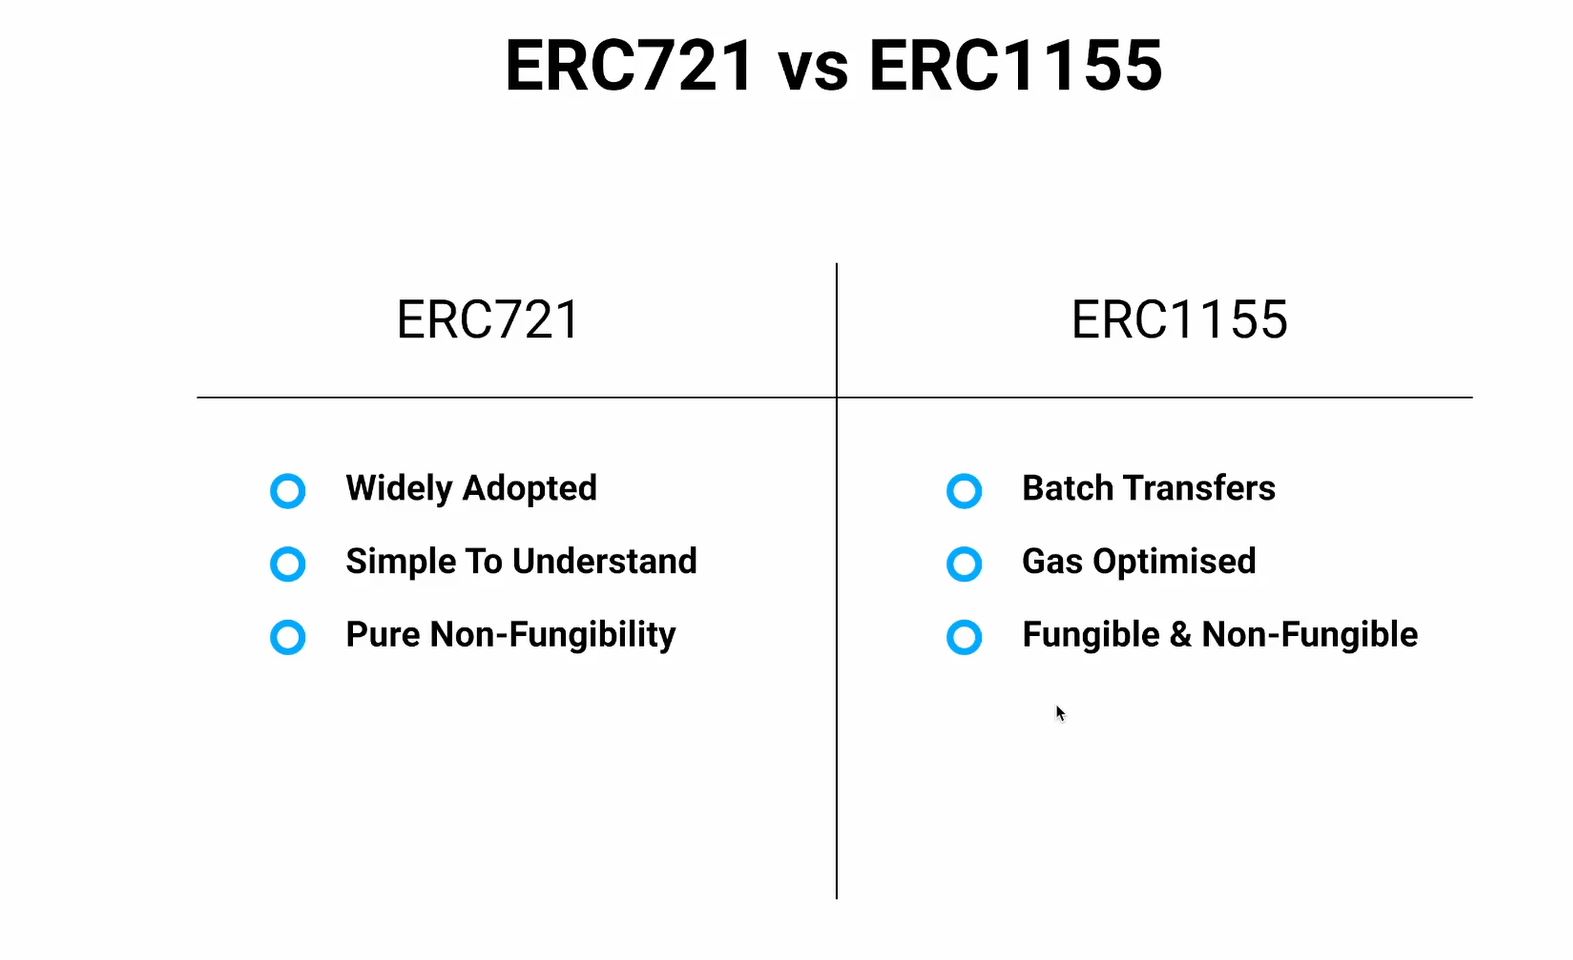 ERC721 vs ERC1155
ERC721
ERC1155
Widely Adopted
Simple To Understand
Pure Non-Fungibility
Batch Transfers
Gas Optimised
Fungible & Non-Fungible